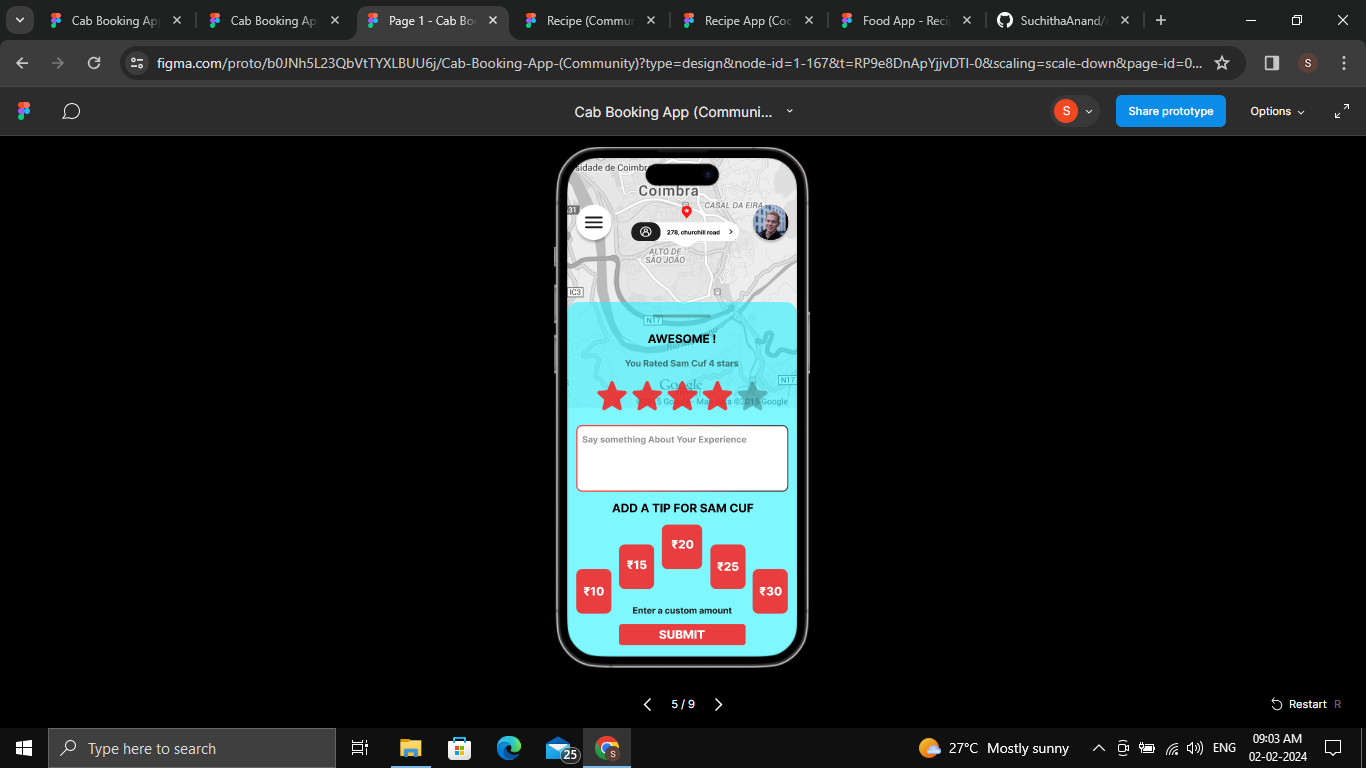 Cab Booking Ap
Cab Booking Ap
Page 1 - Cab Bo
Recipe (Commu
Recipe App (Coo
Food App - Reci
SuchithaAnand/r
figma.com/proto/b0JNh5L23QbVtTYXLBUU6j/Cab-Booking-App-(Community)?type=design&node-id=1-167&t=RP9e8DnApYjjvDTI-0&scaling=scale-down&page-id=0...
S
Cab Booking App (Communi...
S
Share prototype
Options
sidade de Coimbr
Coimbra
CASAL DA EIRA
A31
278, churchill road
ALTO DE
SÃO JOÃO
IC3
N17
AWESOME !
You Rated Sam Cuf 4 stars
N17
Google
©2015 Google
Say something About Your Experience
ADD A TIP FOR SAM CUF
₹20
₹15
₹25
₹10
₹30
Enter a custom amount
SUBMIT
5 / 9
Restart R
Type here to search
25
S
27°C Mostly sunny
ENG
09:03 AM
02-02-2024